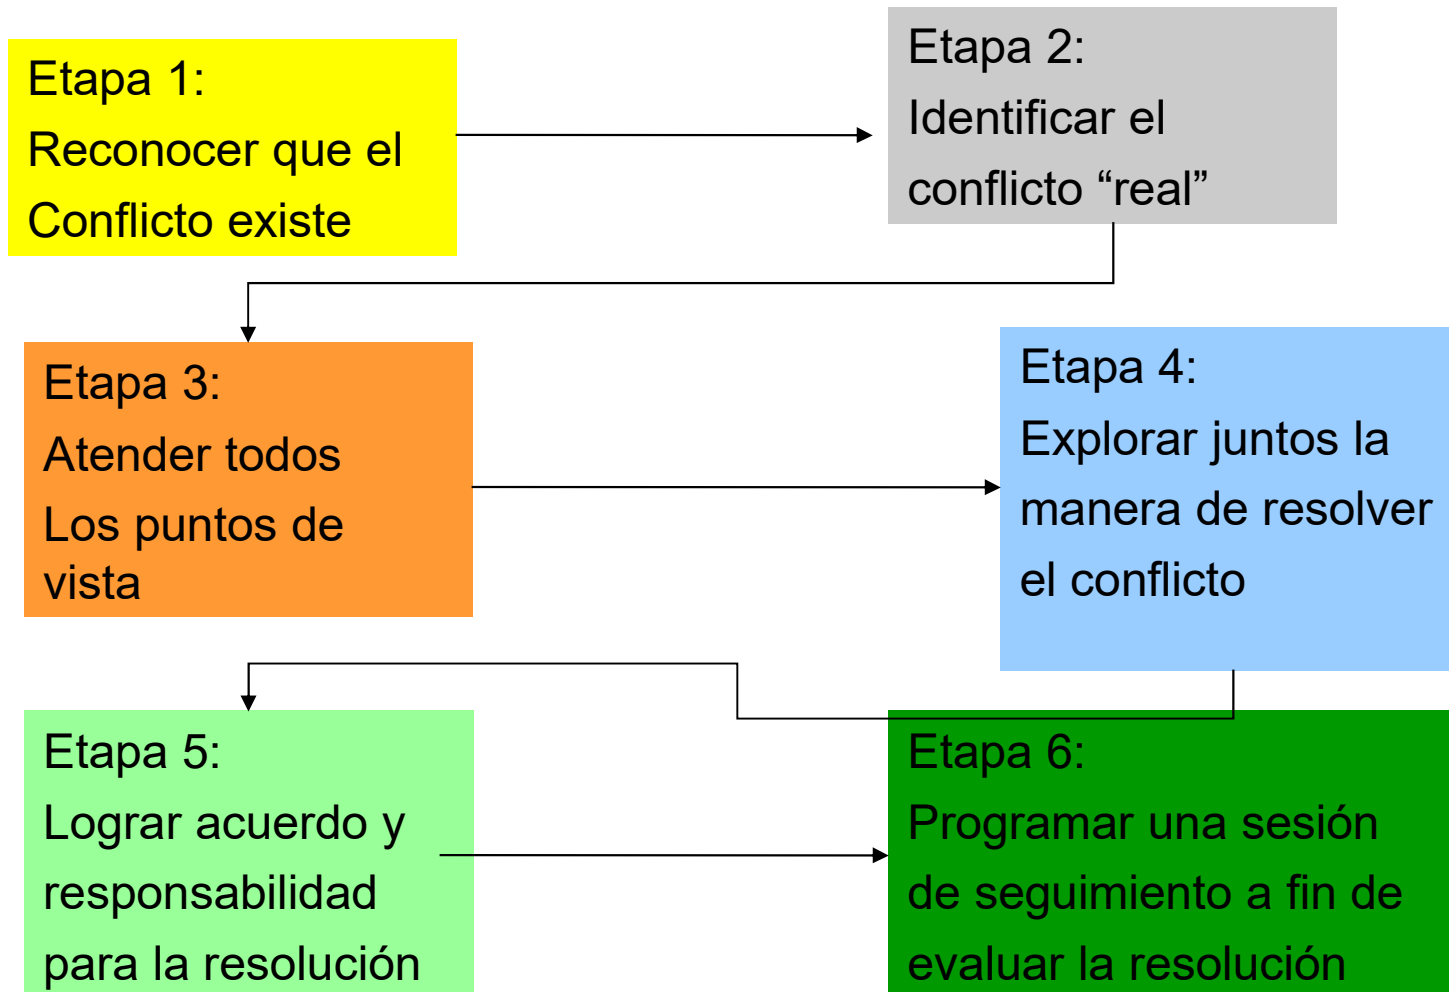 Etapa 1:
Reconocer que el
Conflicto existe
Etapa 2:
Identificar el
conflicto “real”
Etapa 3:
Atender todos
Los puntos de
vista
Etapa 4:
Explorar juntos la
manera de resolver
el conflicto
Etapa 5:
Lograr acuerdo y
responsabilidad
para la resolución
Etapa 6:
Programar una sesión
de seguimiento a fin de
evaluar la resolución